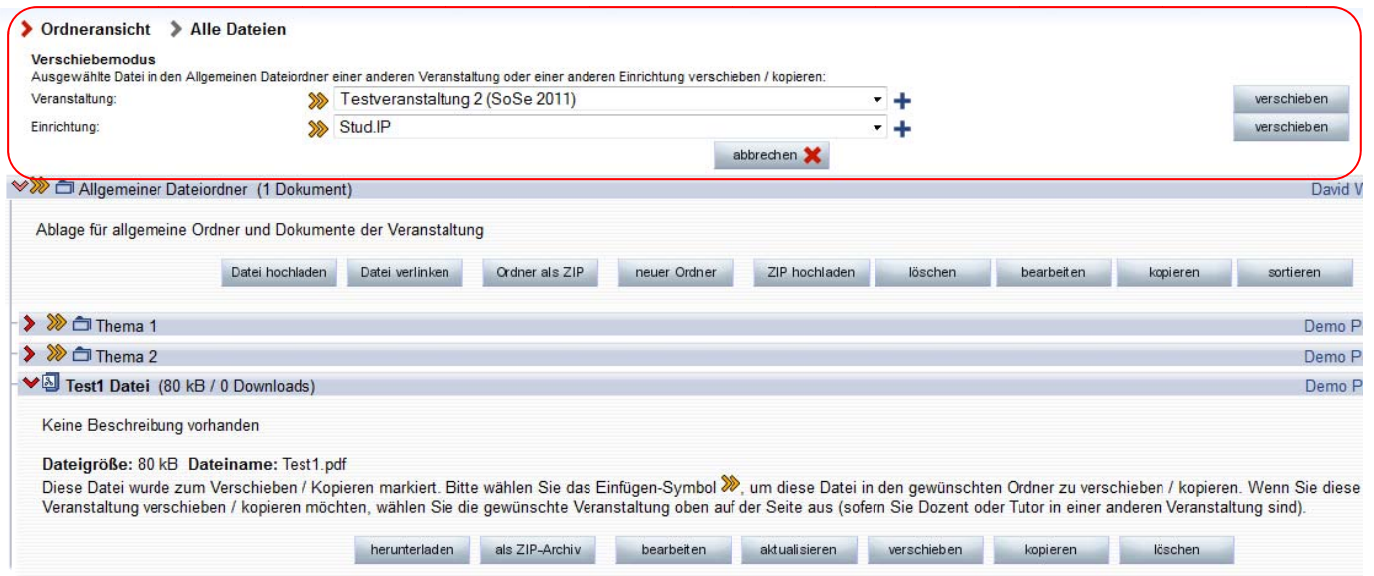 Ordneransicht Alle Dateien
Verschiebemodus
Ausgewählte Datei in den Allgemeinen Dateiordner einer anderen Veranstaltung oder einer anderen Einrichtung verschieben / kopieren:
Veranstaltung: Testveranstaltung 2 (SoSe 2011) verschieben
Einrichtung: Stud.IP verschieben
abbrechen
Allgemeiner Dateiordner (1 Dokument) David
Ablage für allgemeine Ordner und Dokumente der Veranstaltung
Datei hochladen Datei verlinken Ordner als ZIP neuer Ordner ZIP hochladen löschen bearbeiten kopieren sortieren
Thema 1 Demo P
Thema 2 Demo P
Test1 Datei (80 kB / 0 Downloads) Demo P
Keine Beschreibung vorhanden
Dateigröße: 80 kB Dateiname: Test1.pdf
Diese Datei wurde zum Verschieben / Kopieren markiert. Bitte wählen Sie das Einfügen-Symbol , um diese Datei in den gewünschten Ordner zu verschieben / kopieren. Wenn Sie diese
Veranstaltung verschieben / kopieren möchten, wählen Sie die gewünschte Veranstaltung oben auf der Seite aus (sofern Sie Dozent oder Tutor in einer anderen Veranstaltung sind).
herunterladen als ZIP-Archiv bearbeiten aktualisieren verschieben kopieren löschen